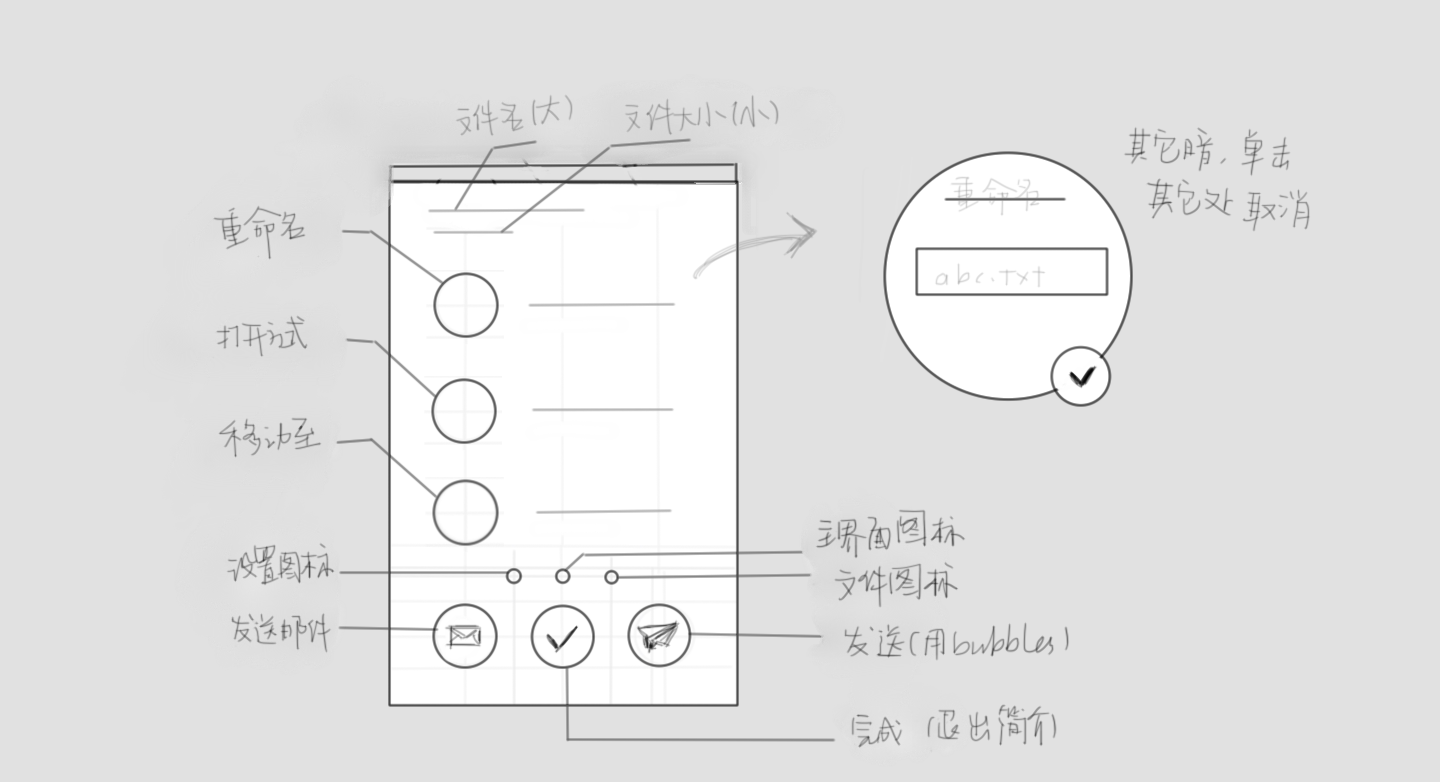 文件名(大)
文件大小(小)
其它暗,单击
其它处取消
重命名
重命名
abc.txt
打开方式
移动至
主界面图标
设置图标
文件图标
发送邮件
发送(用bubbles)
完成(退出简介)